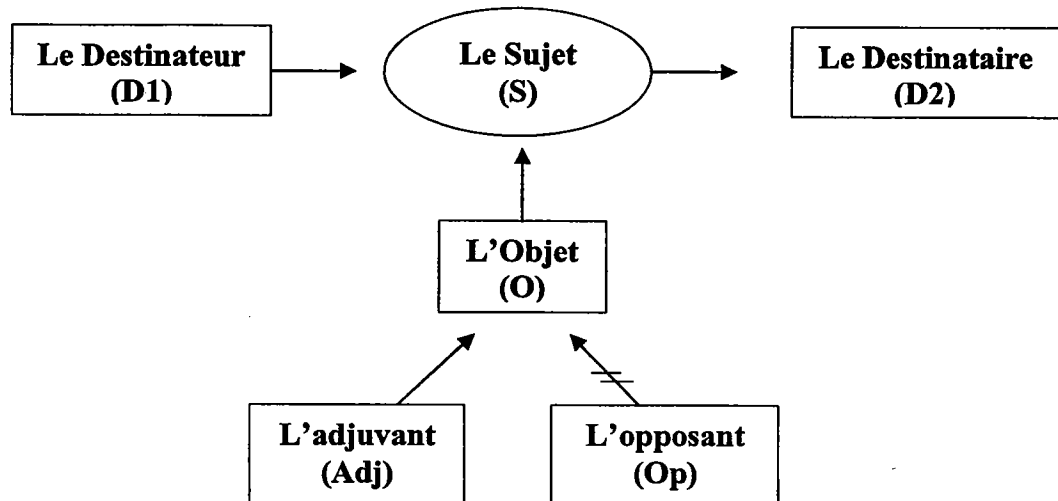 Le Destinateur
(D1)
Le Sujet
(S)
Le Destinataire
(D2)
L'Objet
(O)
L'adjuvant
(Adj)
L'opposant
(Op)